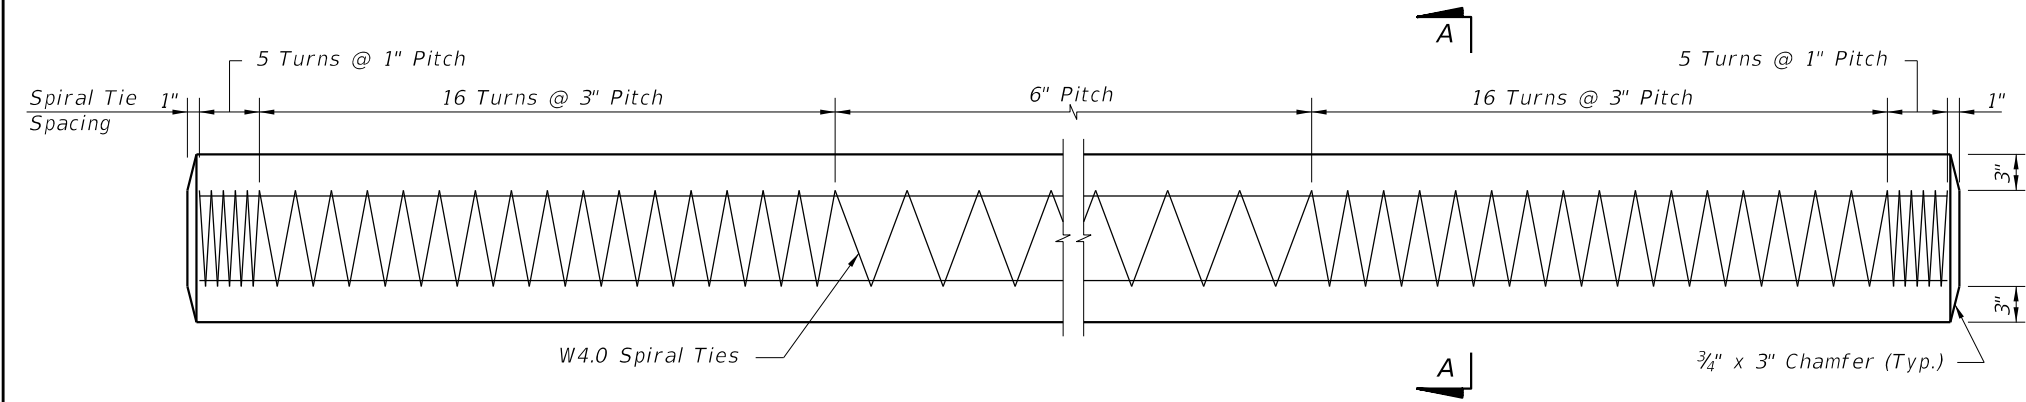 A
5 Turns @ 1" Pitch
5 Turns @ 1" Pitch
Spiral Tie
Spacing
1"
16 Turns @ 3" Pitch
6" Pitch
16 Turns @ 3" Pitch
1"
3"
3"
W4.0 Spiral Ties
A
¾" x 3" Chamfer (Typ.)